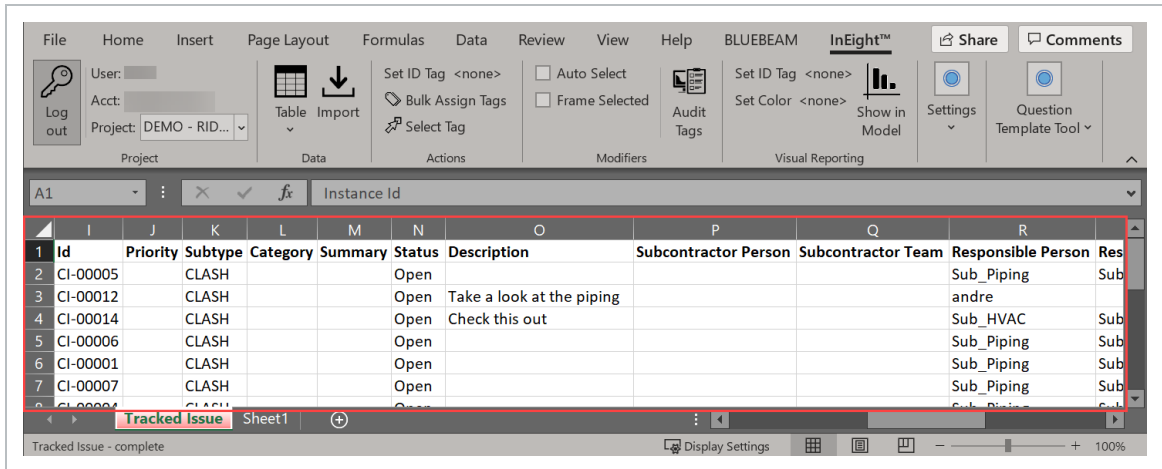 File Home Insert Page Layout Formulas Data Review View Help BLUEBEAM InEight™ Share Comments
User:
Acct:
Project: DEMO - RID...
Log out
Project
Table Import
Data
Set ID Tag <none>
Bulk Assign Tags
Select Tag
Actions
Auto Select
Frame Selected
Modifiers
Audit Tags
Set ID Tag <none>
Set Color <none>
Show in Model
Visual Reporting
Settings
Question Template Tool
A1 fx Instance Id
I J K L M N O P Q R
1 Id Priority Subtype Category Summary Status Description Subcontractor Person Subcontractor Team Responsible Person Res
2 CI-00005 CLASH Open Sub_Piping Sub
3 CI-00012 CLASH Open Take a look at the piping andre
4 CI-00014 CLASH Open Check this out Sub_HVAC Sub
5 CI-00006 CLASH Open Sub_Piping Sub
6 CI-00001 CLASH Open Sub_Piping Sub
7 CI-00007 CLASH Open Sub_Piping Sub
Tracked Issue Sheet1
Tracked Issue - complete Display Settings 100%